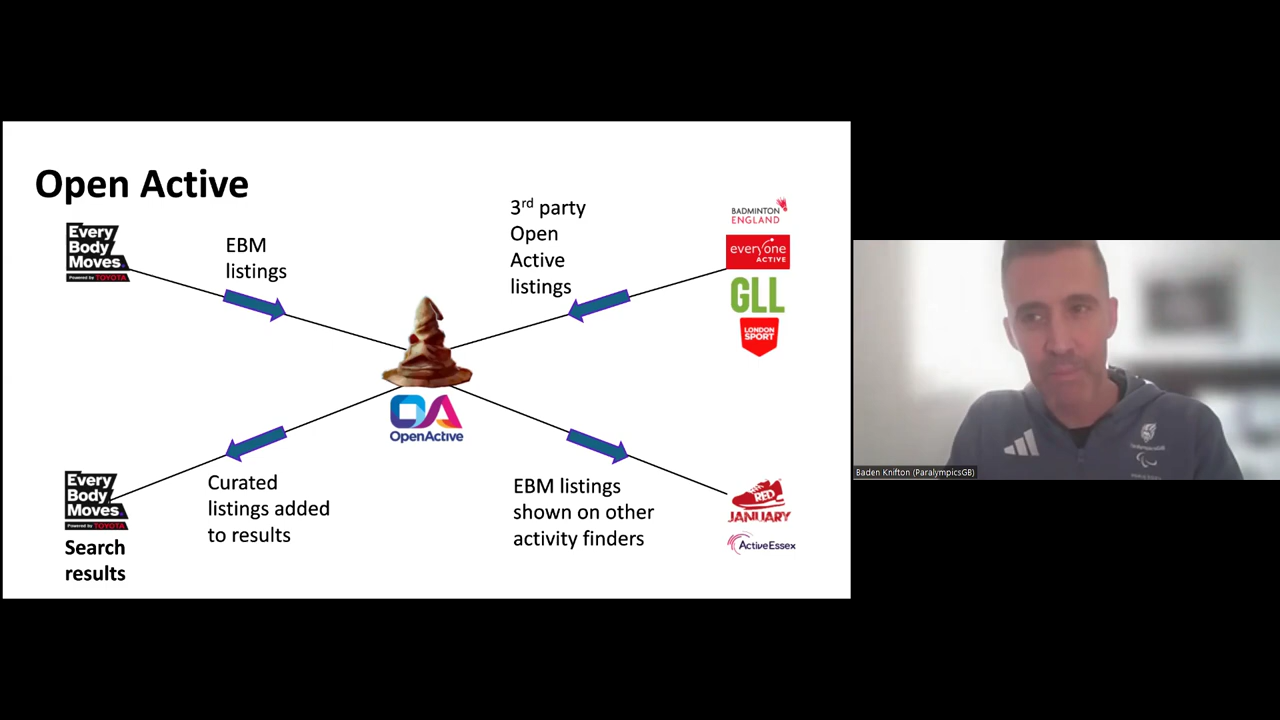 Open Active
Every
Body
Moves.
Powered by TOYOTA
EBM
listings
3rd party
Open
Active
listings
BADMINTON
ENGLAND
everyone
ACTIVE
GLL
LONDON
SPORT
OA
OpenActive
Every
Body
Moves.
Powered by TOYOTA
Search
results
Curated
listings added
to results
EBM listings
shown on other
activity finders
RED
JANUARY
ActiveEssex
Baden Knifton (ParalympicsGB)